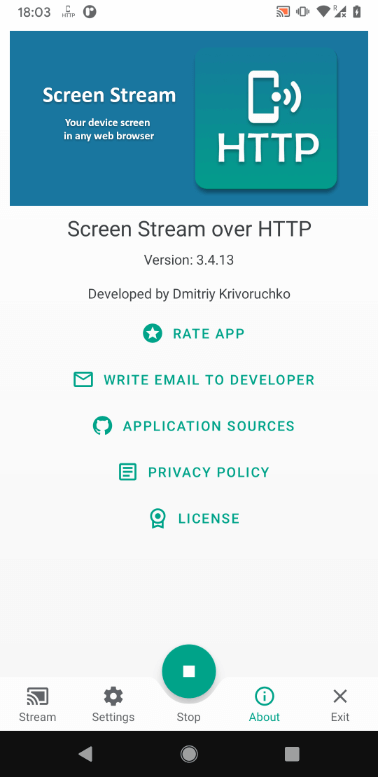 18:03
HTTP
Screen Stream
Your device screen
in any web browser
HTTP
Screen Stream over HTTP
Version: 3.4.13
Developed by Dmitriy Krivoruchko
RATE APP
WRITE EMAIL TO DEVELOPER
APPLICATION SOURCES
PRIVACY POLICY
LICENSE
Stream
Settings
Stop
About
Exit